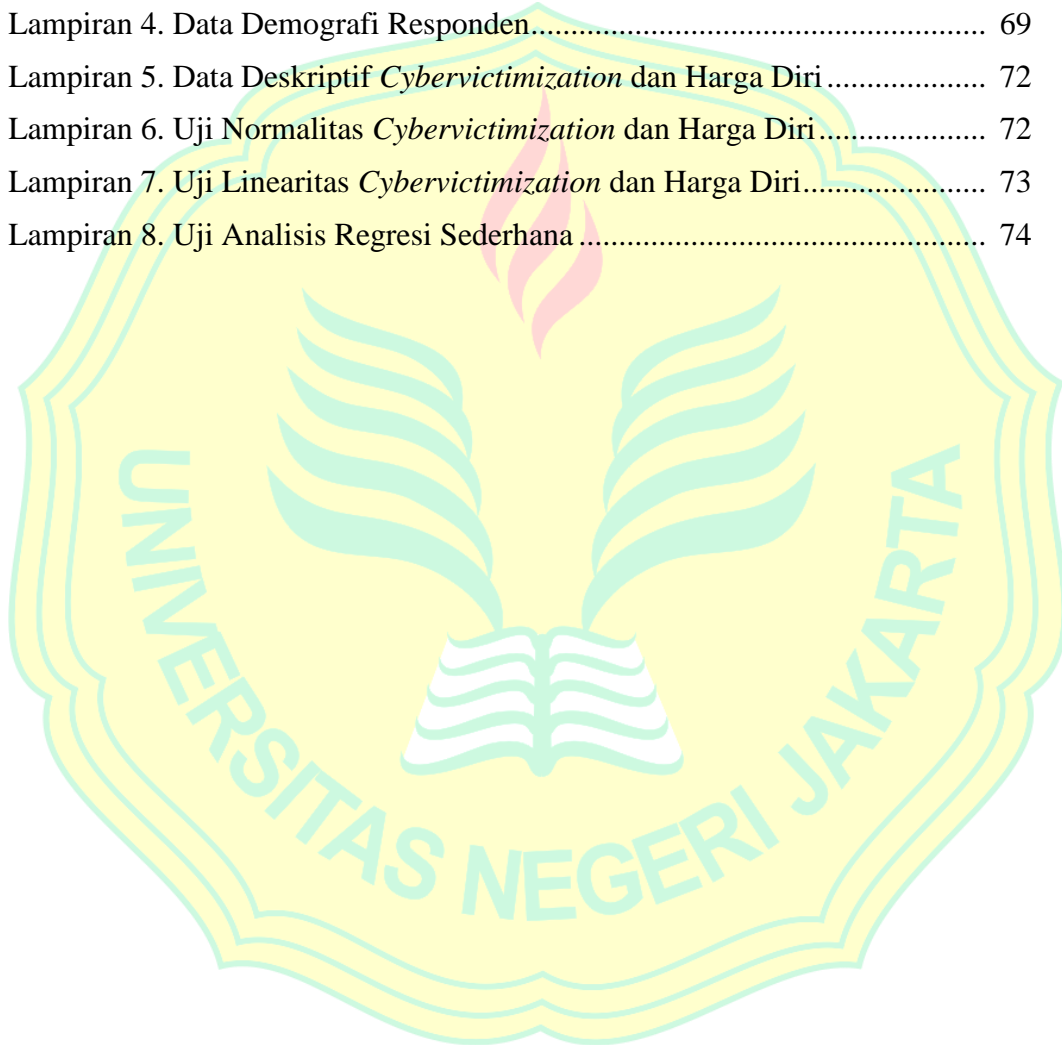 Lampiran 4. Data Demografi Responden.............................................................. 69
Lampiran 5. Data Deskriptif Cybervictimization dan Harga Diri..................... 72
Lampiran 6. Uji Normalitas Cybervictimization dan Harga Diri...................... 72
Lampiran 7. Uji Linearitas Cybervictimization dan Harga Diri........................ 73
Lampiran 8. Uji Analisis Regresi Sederhana....................................................... 74
UNIVERSITAS NEGERI JAKARTA